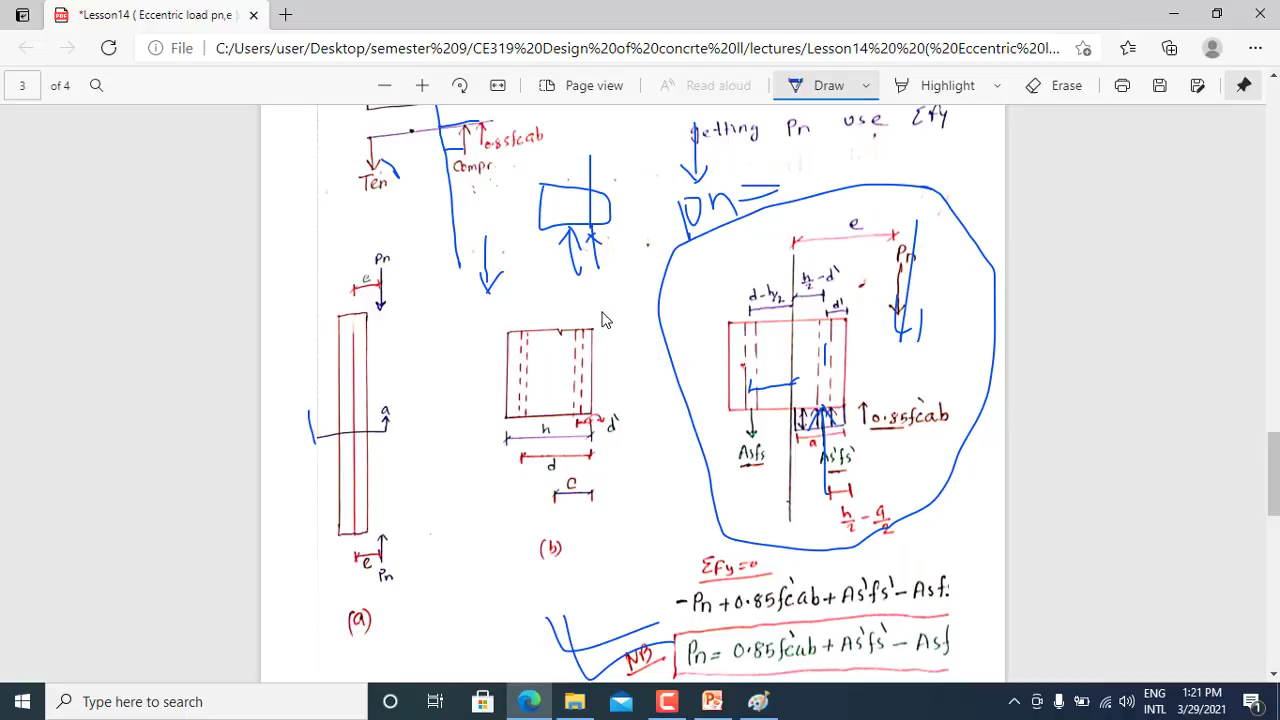 *Lesson14 ( Eccentric load pn,e )
File
C:/Users/user/Desktop/semester%209/CE319%20Design%20of%20concrte%20ll/lectures/Lesson14%20%20(%20Eccentric%20l...
3 of 4
Page view
Read aloud
Draw
Highlight
Erase
getting Pn use ΣFy
0.85fcab
Compr.
Ten
Pn=
e
Pn
Pn
e
h/2-d'
d-h/2
d'
a
0.85f'cab
h
d'
a
Asfs
A's fs'
d
C
h/2 - a/2
(b)
e
Pn
ΣFy=0
-Pn+0.85f'cab+As'fs'-Asf
(a)
NB
Pn= 0.85f'cab+As'fs'-Asf
Type here to search
ENG
INTL
1:21 PM
3/29/2021